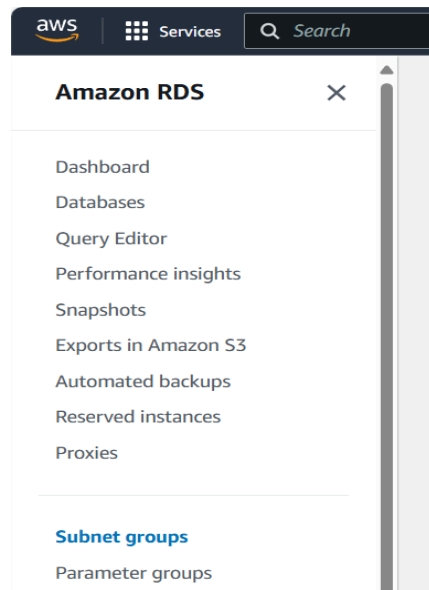 aws Services Search
Amazon RDS
Dashboard
Databases
Query Editor
Performance insights
Snapshots
Exports in Amazon S3
Automated backups
Reserved instances
Proxies
Subnet groups
Parameter groups